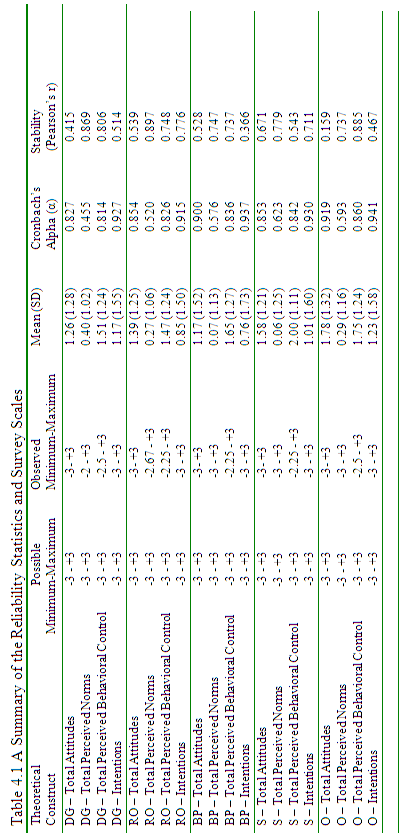 Table 4.1 A Summary of the Reliability Statistics and Survey Scales
Theoretical Possible Observed Mean (SD) Cronbach's Stability
Construct Minimum-Maximum Minimum-Maximum Alpha (α) (Pearson's r)
DG – Total Attitudes -3 - +3 -3 - +3 1.26 (1.28) 0.827 0.415
DG – Total Perceived Norms -3 - +3 -2 - +3 0.40 (1.02) 0.455 0.869
DG – Total Perceived Behavioral Control -3 - +3 -2.5 - +3 1.51 (1.24) 0.814 0.806
DG – Intentions -3 - +3 -3 - +3 1.17 (1.55) 0.927 0.514
RO – Total Attitudes -3 - +3 -3 - +3 1.39 (1.25) 0.854 0.539
RO – Total Perceived Norms -3 - +3 -2.67 - +3 0.27 (1.06) 0.520 0.897
RO – Total Perceived Behavioral Control -3 - +3 -2.25 - +3 1.47 (1.24) 0.826 0.748
RO – Intentions -3 - +3 -3 - +3 0.85 (1.50) 0.915 0.776
BP – Total Attitudes -3 - +3 -3 - +3 1.17 (1.52) 0.900 0.528
BP – Total Perceived Norms -3 - +3 -3 - +3 0.07 (1.13) 0.576 0.747
BP – Total Perceived Behavioral Control -3 - +3 -2.25 - +3 1.65 (1.27) 0.836 0.737
BP – Intentions -3 - +3 -3 - +3 0.76 (1.73) 0.937 0.366
S – Total Attitudes -3 - +3 -3 - +3 1.58 (1.21) 0.853 0.671
S – Total Perceived Norms -3 - +3 -3 - +3 0.06 (1.25) 0.623 0.779
S – Total Perceived Behavioral Control -3 - +3 -2.25 - +3 2.00 (1.11) 0.842 0.543
S – Intentions -3 - +3 -3 - +3 1.01 (1.60) 0.930 0.711
O – Total Attitudes -3 - +3 -3 - +3 1.78 (1.32) 0.919 0.159
O – Total Perceived Norms -3 - +3 -3 - +3 0.29 (1.16) 0.593 0.737
O – Total Perceived Behavioral Control -3 - +3 -2.5 - +3 1.75 (1.24) 0.860 0.885
O – Intentions -3 - +3 -3 - +3 1.23 (1.58) 0.941 0.467